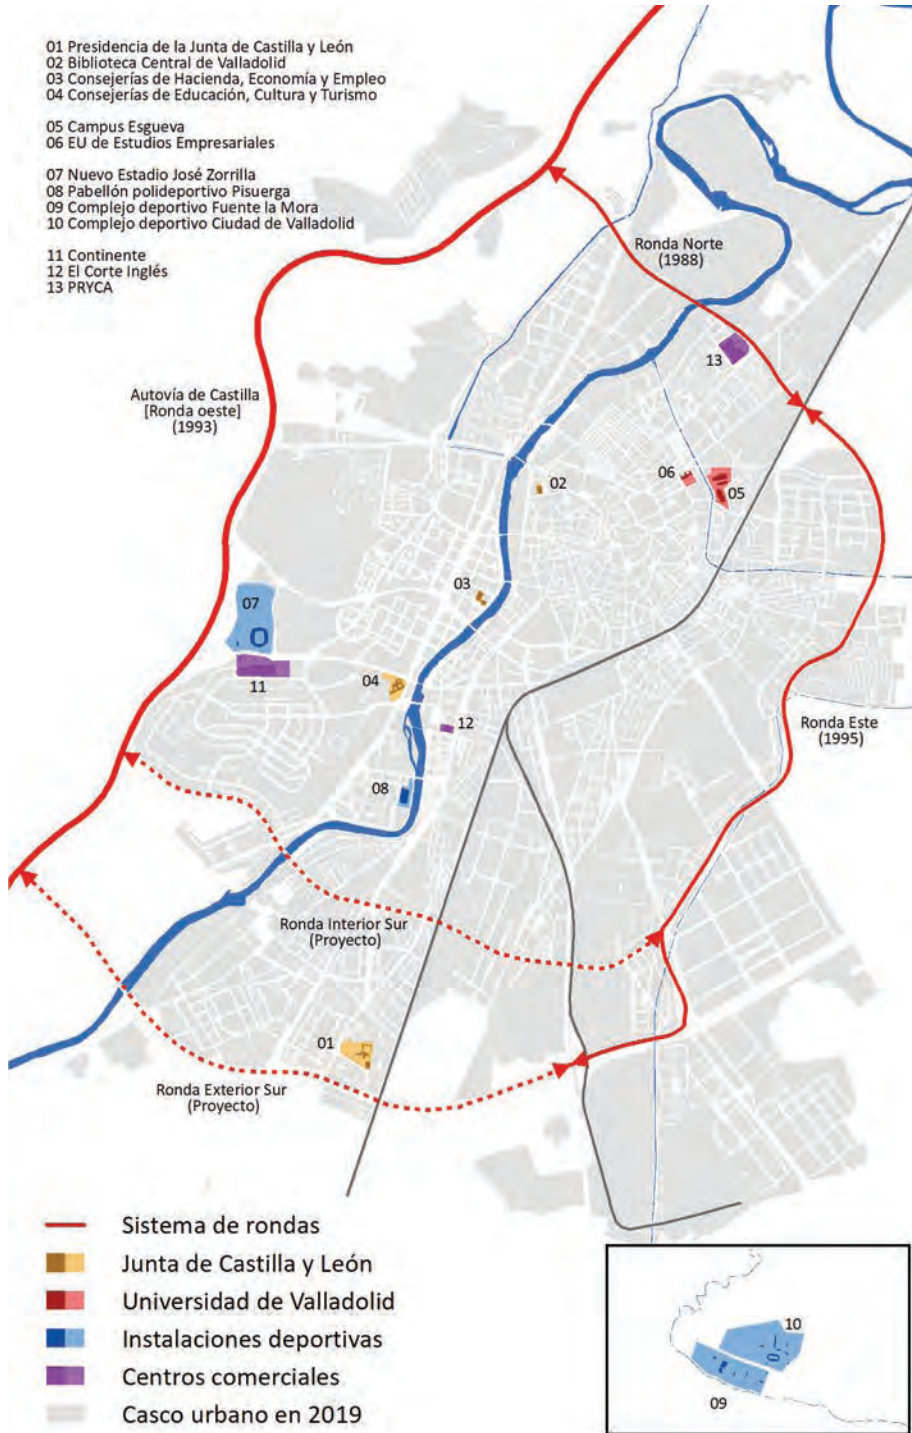 01 Presidencia de la Junta de Castilla y León
02 Biblioteca Central de Valladolid
03 Consejerías de Hacienda, Economía y Empleo
04 Consejerías de Educación, Cultura y Turismo
05 Campus Esgueva
06 EU de Estudios Empresariales
07 Nuevo Estadio José Zorrilla
08 Pabellón polideportivo Pisuerga
09 Complejo deportivo Fuente la Mora
10 Complejo deportivo Ciudad de Valladolid
11 Continente
12 El Corte Inglés
13 PRYCA
Ronda Norte
(1988)
13
Autovía de Castilla
[Ronda oeste]
(1993)
06
02
05
03
07
04
11
12
Ronda Este
(1995)
08
Ronda Interior Sur
(Proyecto)
01
Ronda Exterior Sur
(Proyecto)
Sistema de rondas
Junta de Castilla y León
Universidad de Valladolid
Instalaciones deportivas
Centros comerciales
Casco urbano en 2019
10
09